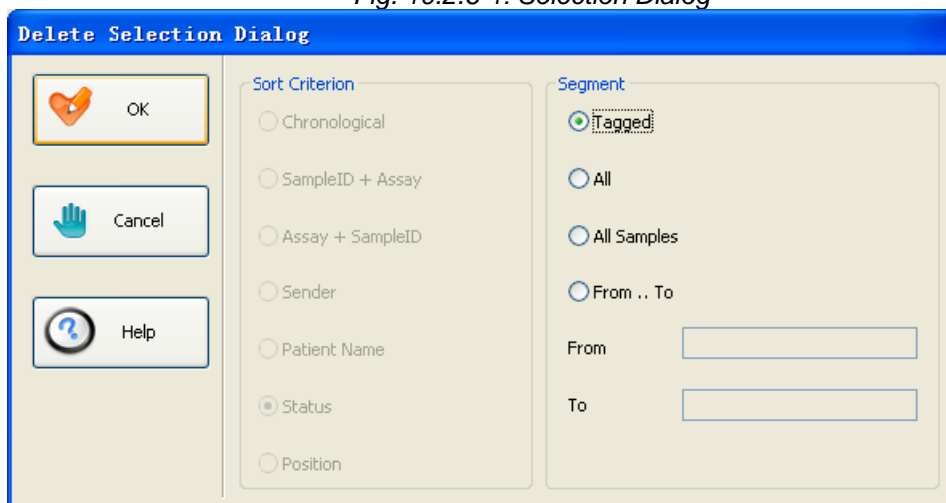 Fig. 10.2.3-1: Selection Dialog
Delete Selection Dialog
OK
Cancel
Help
Sort Criterion
Chronological
SampleID + Assay
Assay + SampleID
Sender
Patient Name
Status
Position
Segment
Tagged
All
All Samples
From .. To
From
To